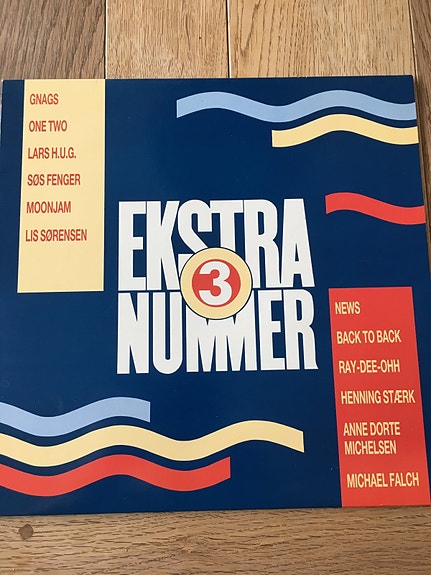 GNAGS
ONE TWO
LARS H.U.G.
SØS FENGER
MOONJAM
LIS SØRENSEN
EKSTRA
3
NUMMER
NEWS
BACK TO BACK
RAY-DEE-OHH
HENNING STÆRK
ANNE DORTE
MICHELSEN
MICHAEL FALCH